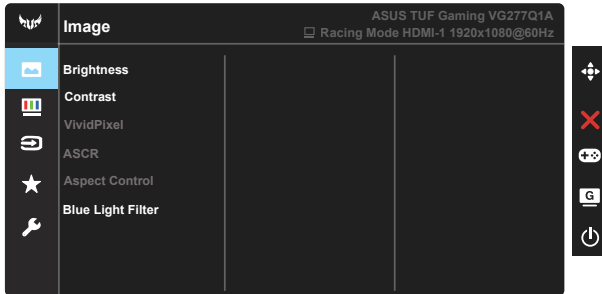 Image
ASUS TUF Gaming VG277Q1A
Racing Mode HDMI-1 1920x1080@60Hz
Brightness
Contrast
VividPixel
ASCR
Aspect Control
Blue Light Filter
G